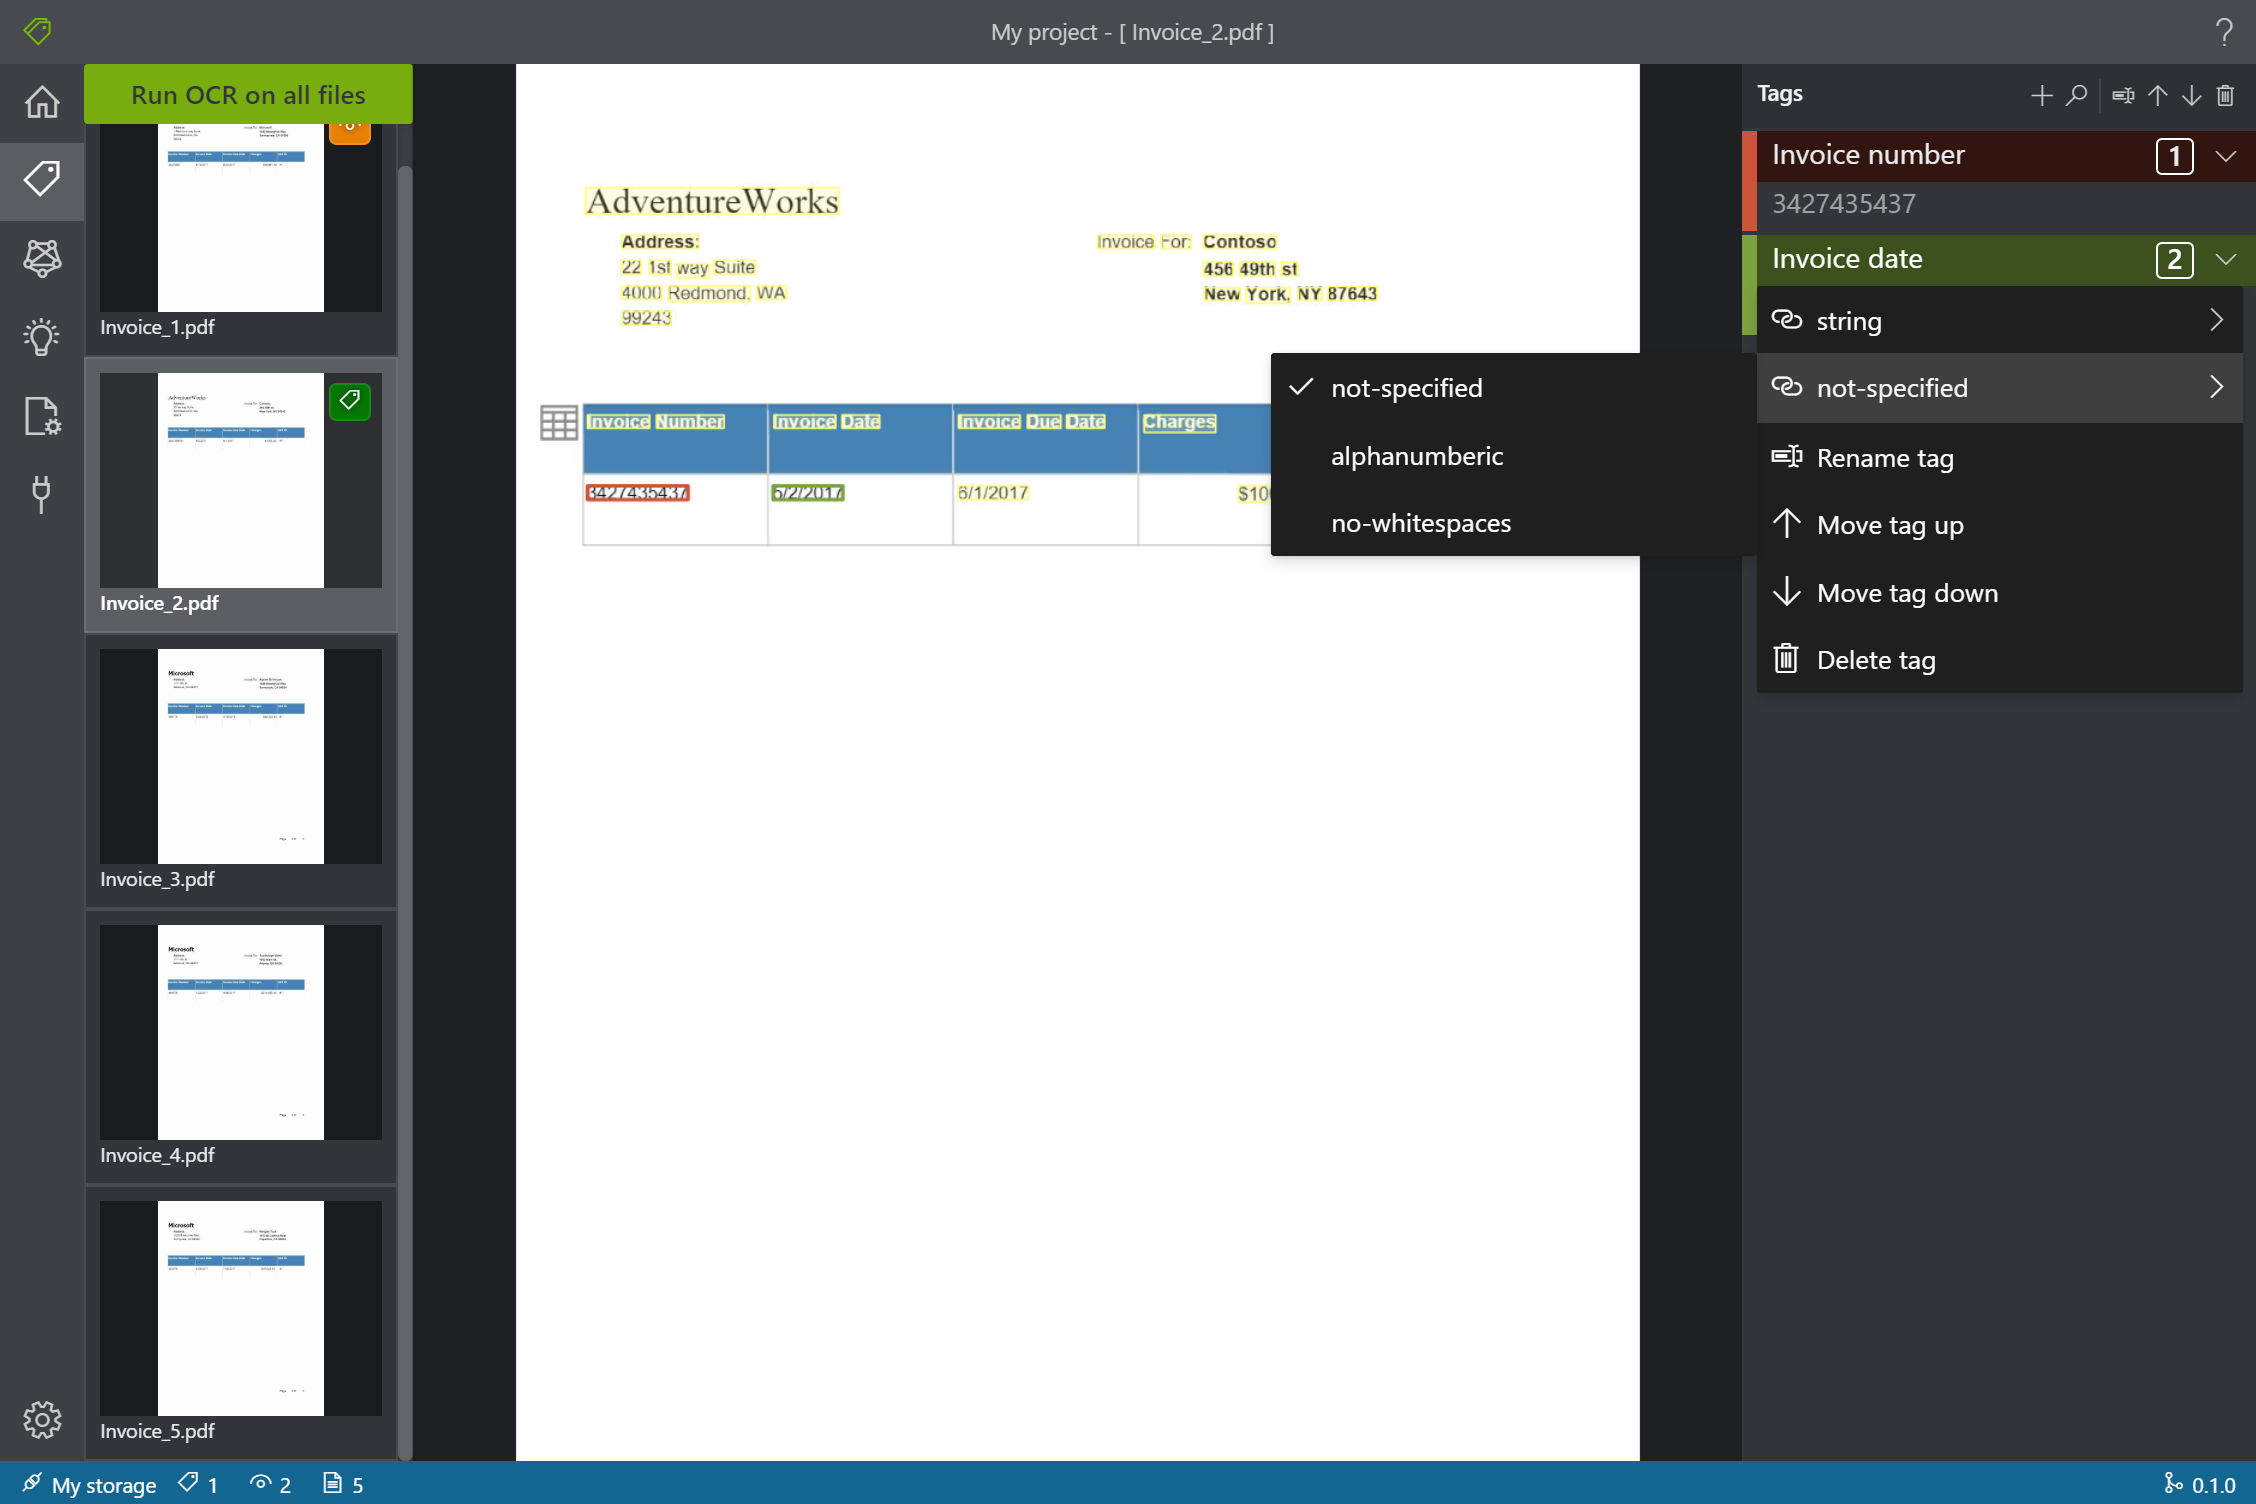 My project - [ Invoice_2.pdf ]
?
Run OCR on all files
Invoice_1.pdf
Invoice_2.pdf
Invoice_3.pdf
Invoice_4.pdf
Invoice_5.pdf
AdventureWorks
Address:
22 1st way Suite
4000 Redmond, WA
99243
Invoice For: Contoso
456 49th st
New York, NY 87643
Invoice Number Invoice Date Invoice Due Date Charges
3427435437 5/2/2017 6/1/2017
not-specified
alphanumberic
no-whitespaces
Tags
Invoice number 1
3427435437
Invoice date 2
string
not-specified
Rename tag
Move tag up
Move tag down
Delete tag
My storage 1 2 5
0.1.0